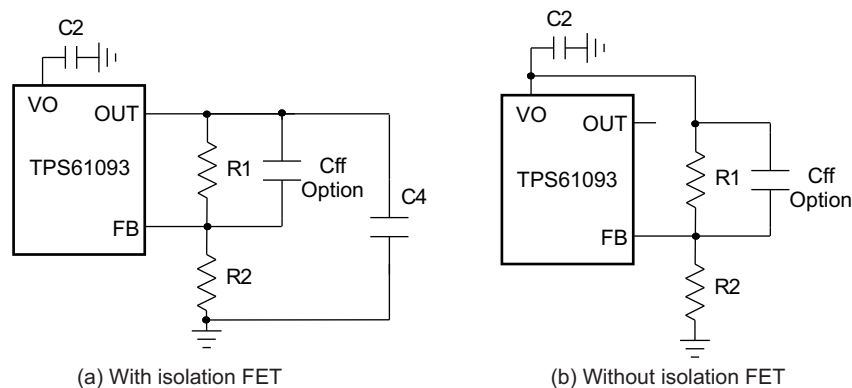 C2
VO
OUT
TPS61093
FB
R1
Cff
Option
C4
R2
(a) With isolation FET
C2
VO
OUT
TPS61093
FB
R1
Cff
Option
R2
(b) Without isolation FET